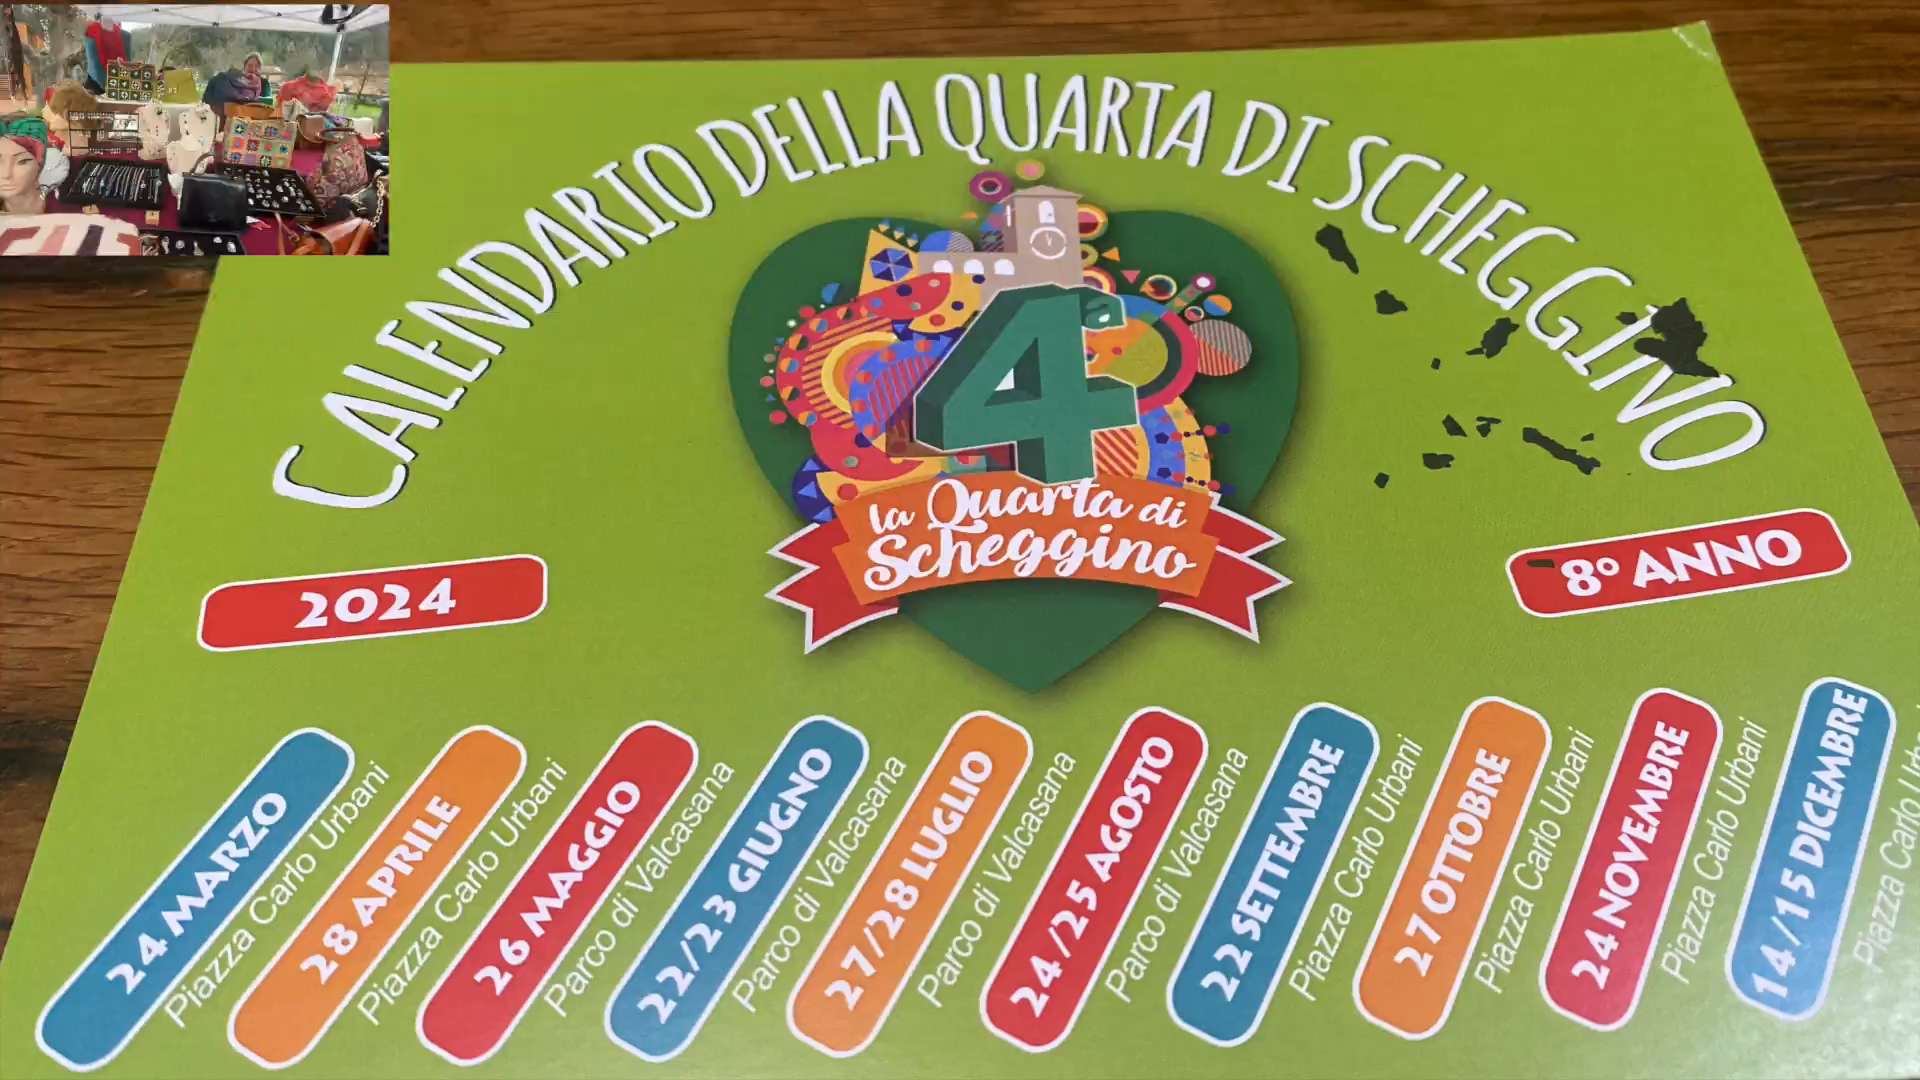 CALENDARIO DELLA QUARTA DI SCHEGGINO
4ª
la Quarta di
Scheggino
2024
8° ANNO
24 MARZO
Piazza Carlo Urbani
28 APRILE
Piazza Carlo Urbani
26 MAGGIO
Parco di Valcasana
22/23 GIUGNO
Parco di Valcasana
27/28 LUGLIO
Parco di Valcasana
24/25 AGOSTO
Parco di Valcasana
22 SETTEMBRE
Piazza Carlo Urbani
27 OTTOBRE
Piazza Carlo Urbani
24 NOVEMBRE
Piazza Carlo Urbani
14/15 DICEMBRE
Piazza Carlo